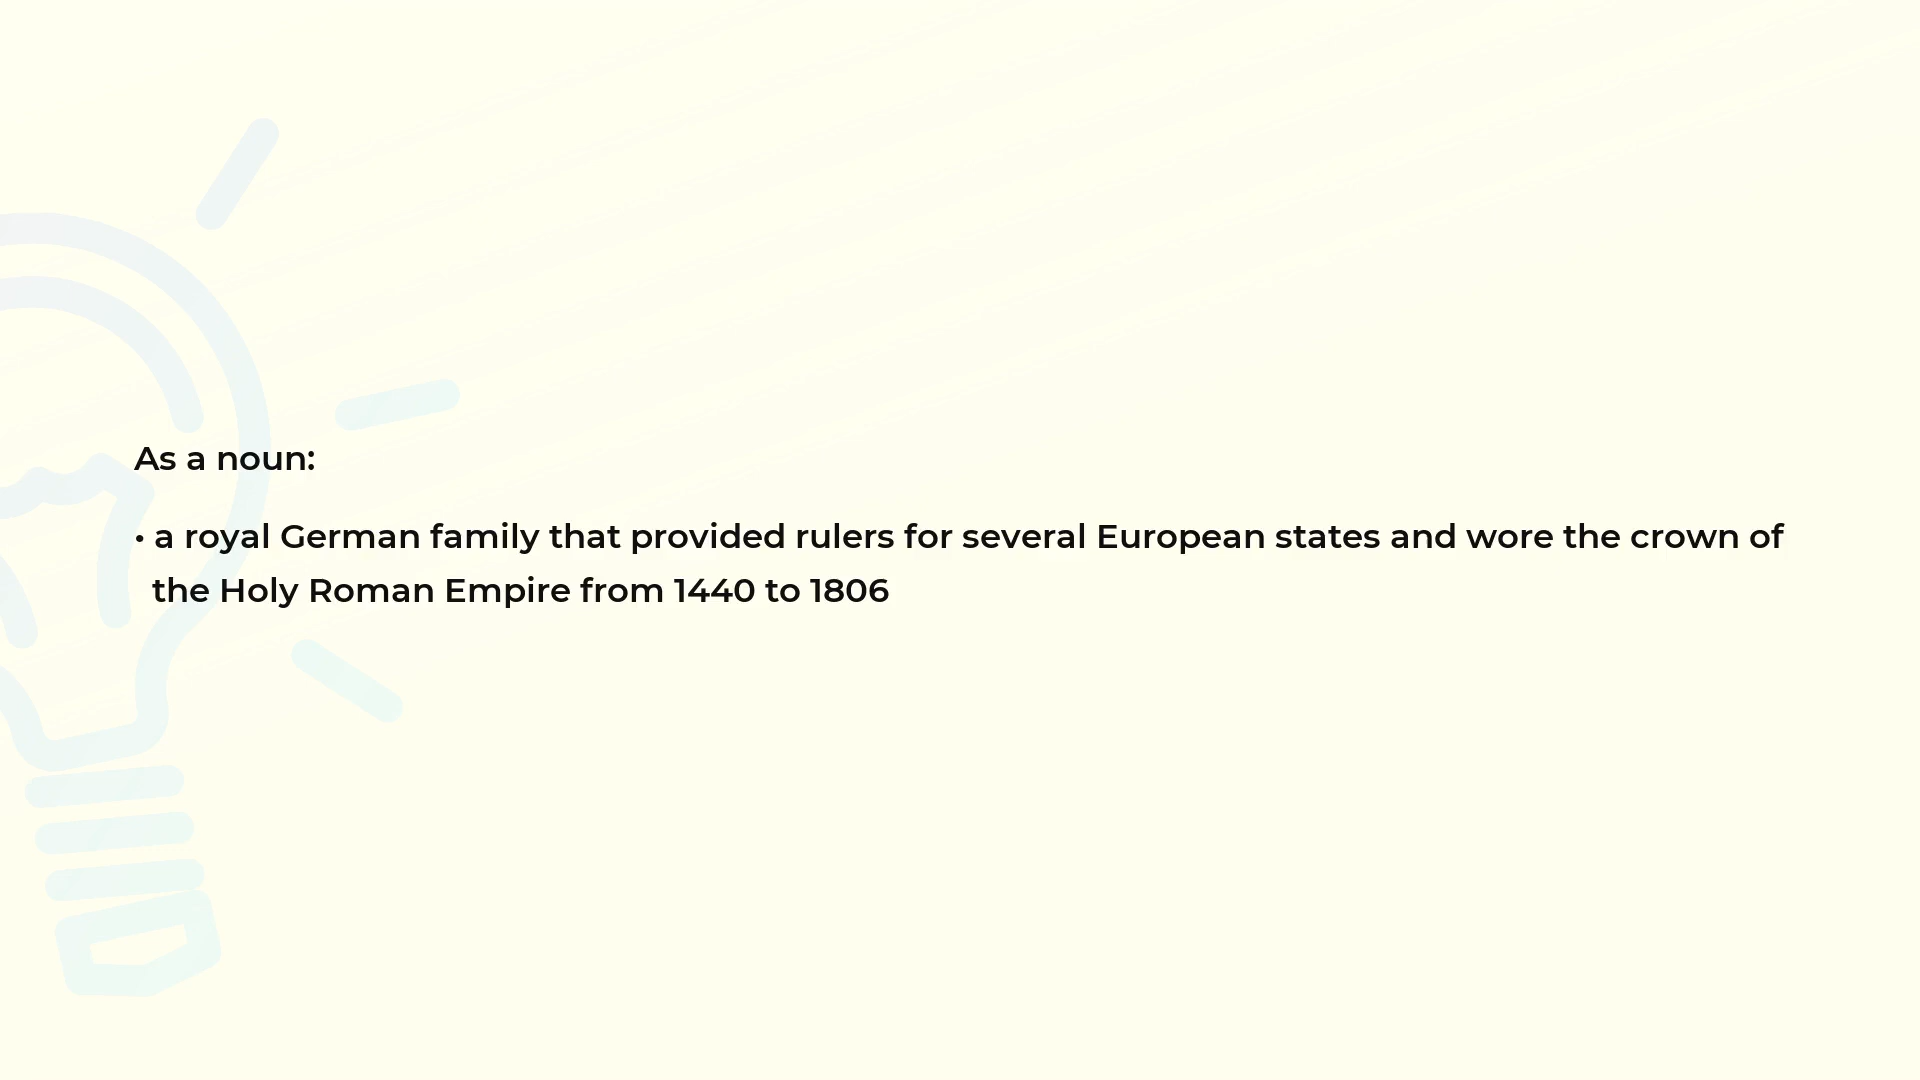 As a noun:
• a royal German family that provided rulers for several European states and wore the crown of
the Holy Roman Empire from 1440 to 1806